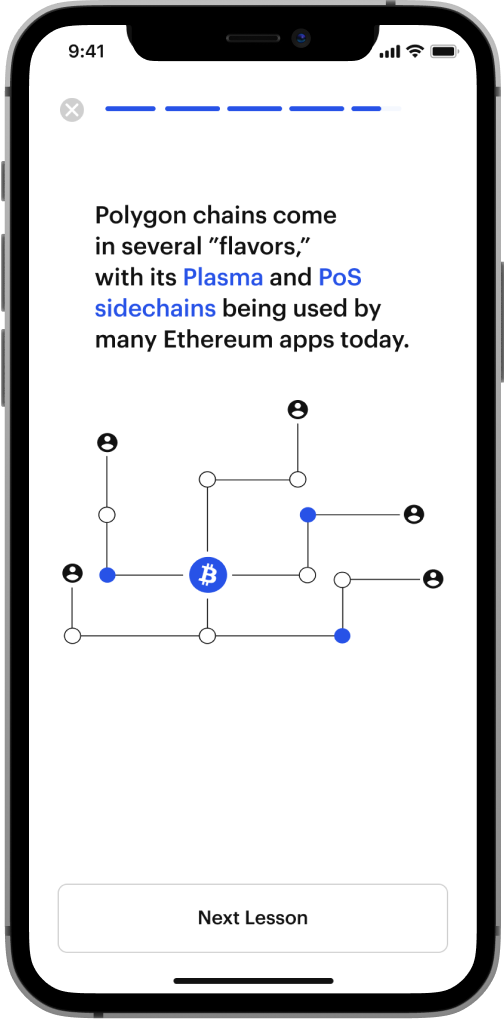 9:41
Polygon chains come
in several ”flavors,”
with its Plasma and PoS
sidechains being used by
many Ethereum apps today.
Next Lesson